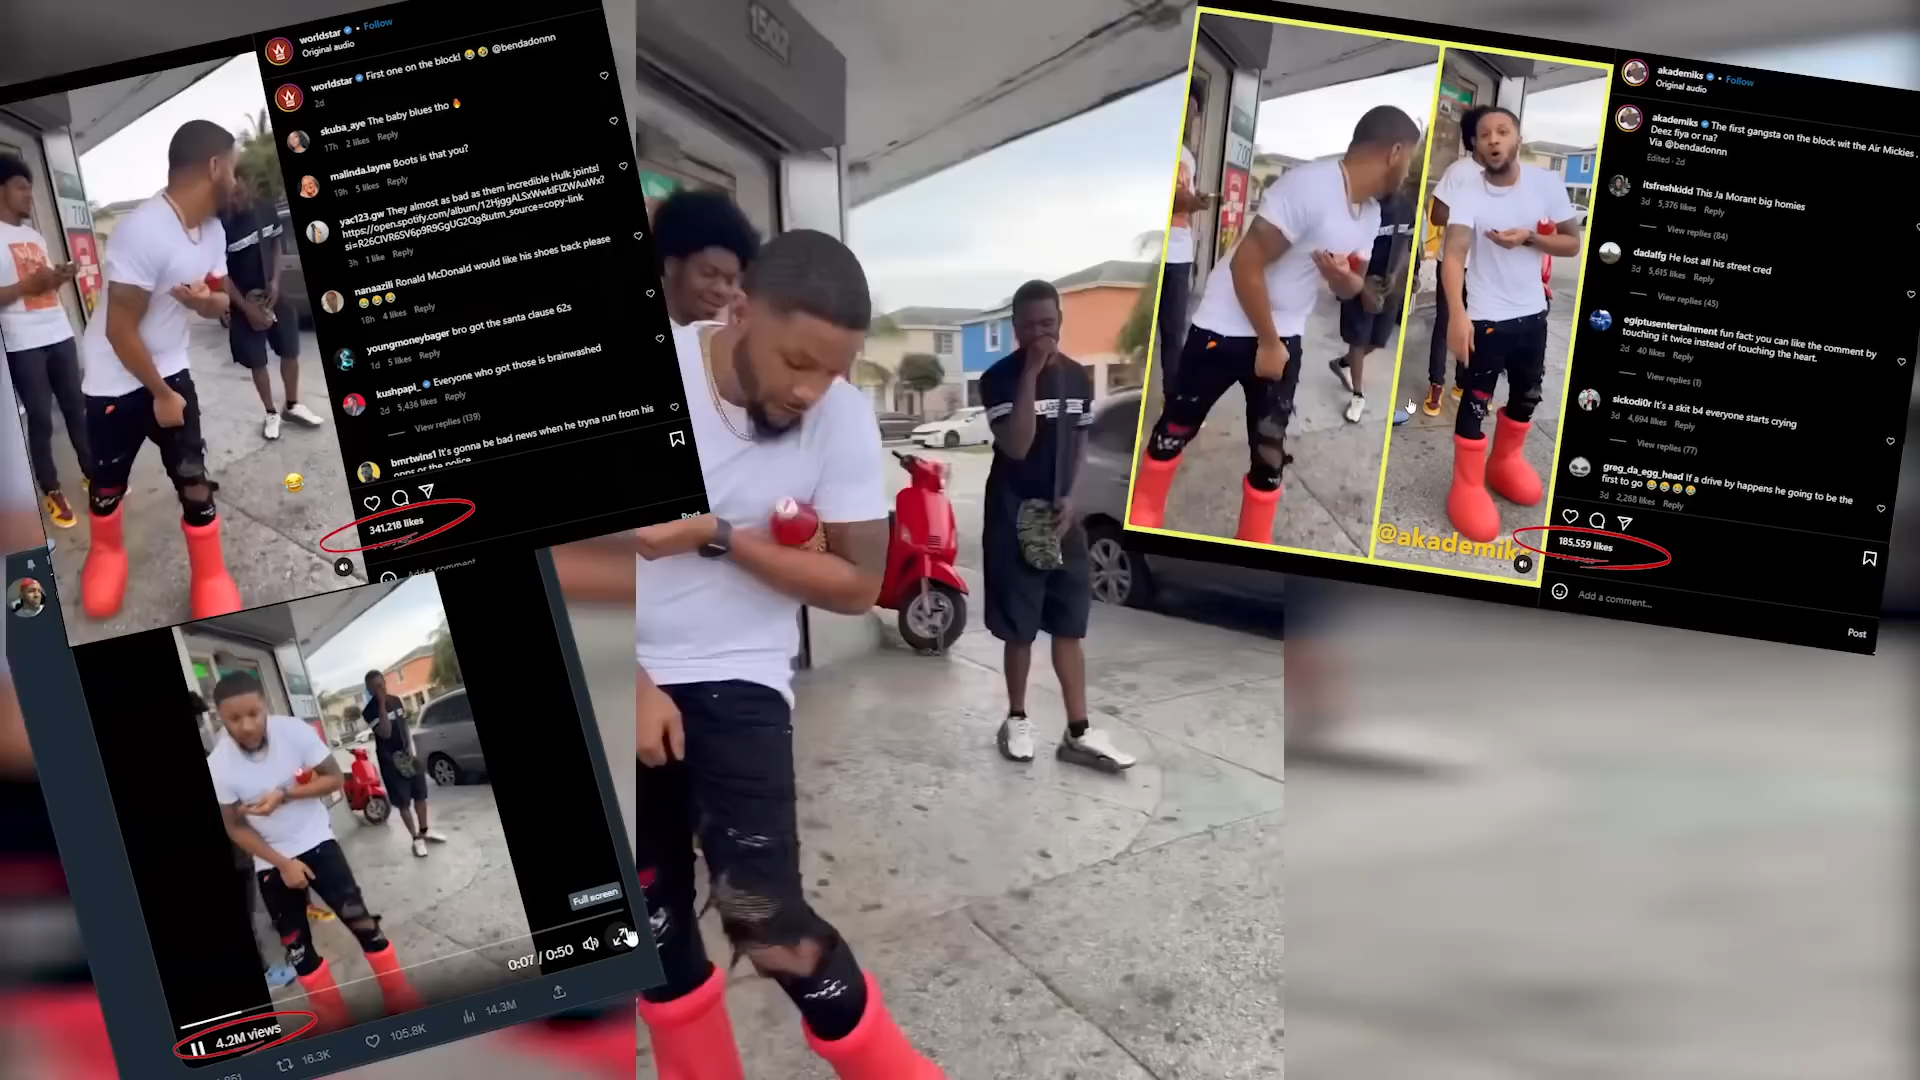 worldstar • Follow
Original audio
worldstar First one on the block! 😂 🤣 @bendadonnn
2d
skuba_aye The baby blues tho 🔥
17h 2 likes Reply
malinda.layne Boots is that you?
19h 5 likes Reply
yac123.gw They almost as bad as them incredible Hulk joints!
3h 1 like Reply
nanaazili Ronald McDonald would like his shoes back please
😂 😂 😂
18h 4 likes Reply
youngmoneybager bro got the santa clause 62s
1d 5 likes Reply
kushpapi_ Everyone who got those is brainwashed
2d 5,436 likes Reply
View replies (139)
bmrtwins1 It's gonna be bad news when he tryna run from his
opps or the police
341,218 likes
Add a comment
Post
1502
akademiks • Follow
Original audio
akademiks The first gangsta on the block wit the Air Mickies .
Deez fiya or na?
Via @bendadonnn
Edited · 2d
itsfreshkidd This Ja Morant big homies
3d 5,376 likes Reply
View replies (84)
dadalfg He lost all his street cred
3d 5,615 likes Reply
View replies (45)
egiptusentertainment fun fact: you can like the comment by
touching it twice instead of touching the heart.
2d 40 likes Reply
View replies (1)
sickodi0r It's a skit b4 everyone starts crying
3d 4,694 likes Reply
View replies (77)
greg_da_egg_head If a drive by happens he going to be the
first to go 😂 😂 😂 😂
3d 2,268 likes Reply
185,559 likes
Add a comment...
Post
@akademiks
Full screen
0:07 / 0:50
4.2M views
16.3K
105.8K
14.3M